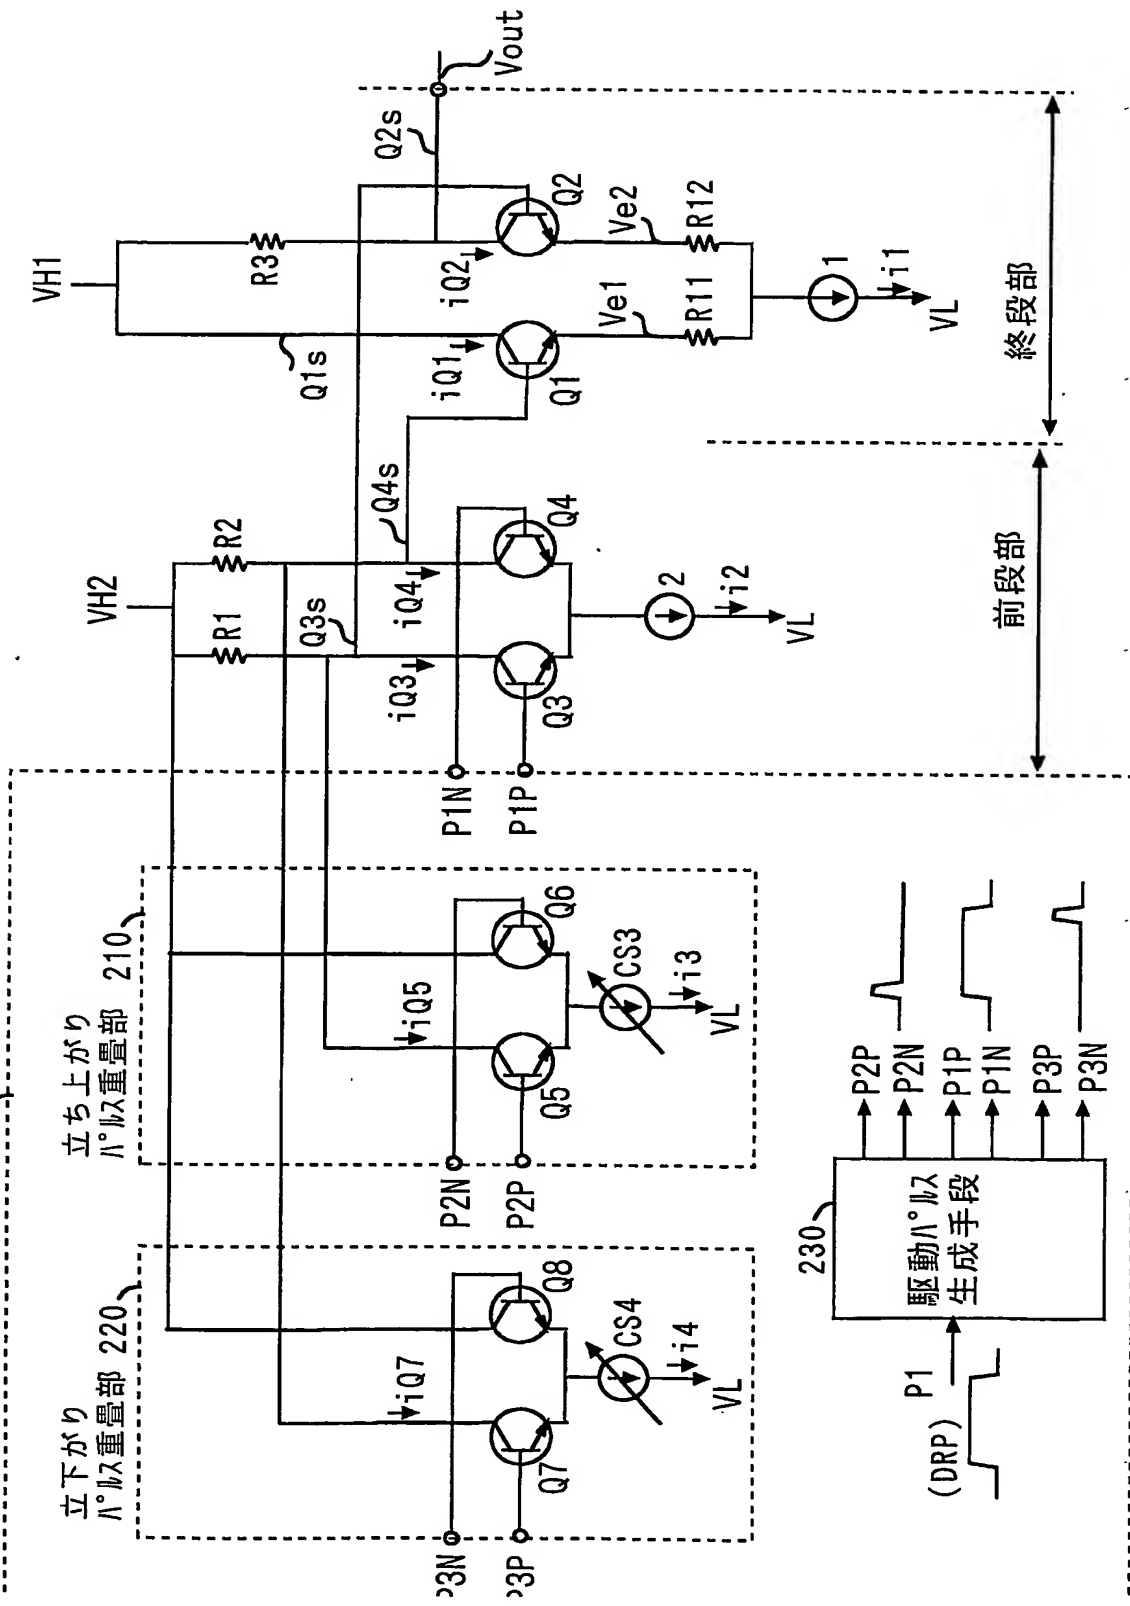 立下がり
パルス重畳部 220
P3N
P3P
iQ7
Q7
Q8
CS4
i4
VL
立ち上がり
パルス重畳部 210
P2N
P2P
iQ5
Q5
Q6
CS3
i3
VL
VH2
R1
R2
Q3s
Q4s
iQ3
iQ4
P1N
P1P
Q3
Q4
2
i2
VL
前段部
VH1
R3
Q1s
Q2s
Vout
iQ1
iQ2
Q1
Q2
Ve1
Ve2
R11
R12
1
i1
VL
終段部
P1
(DRP)
230
駆動パルス
生成手段
P2P
P2N
P1P
P1N
P3P
P3N